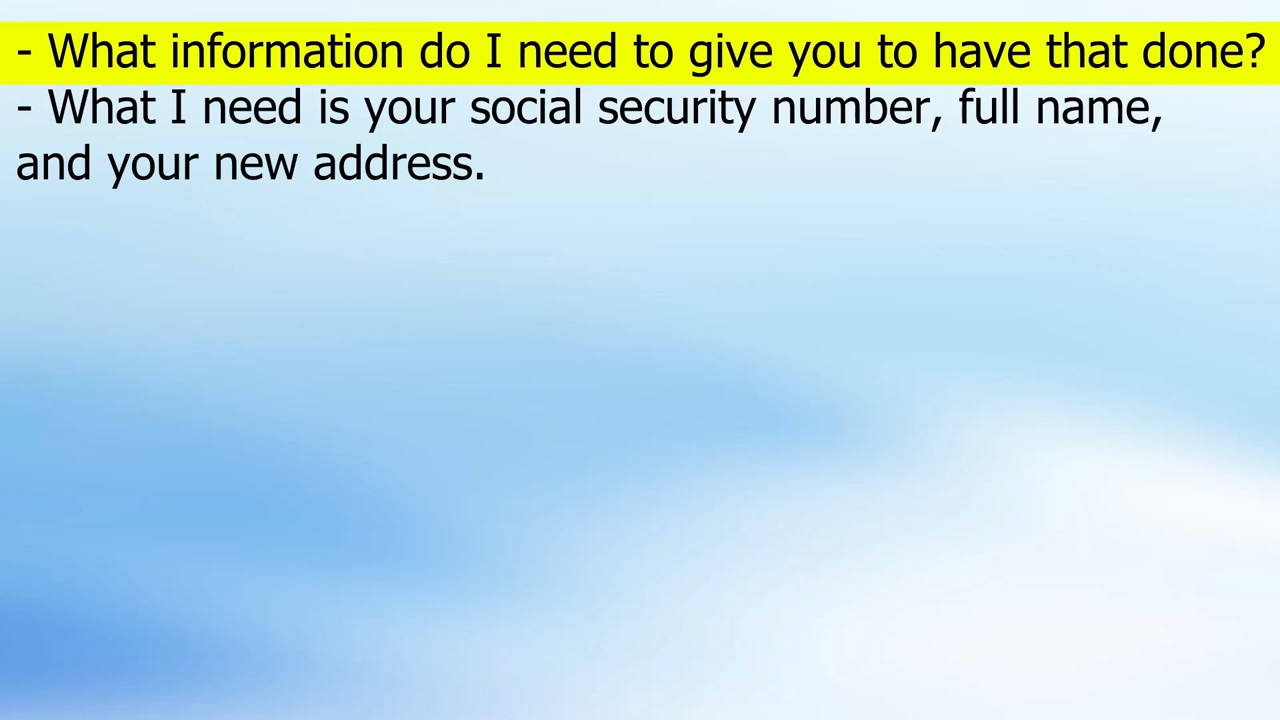 - What information do I need to give you to have that done?
- What I need is your social security number, full name,
and your new address.